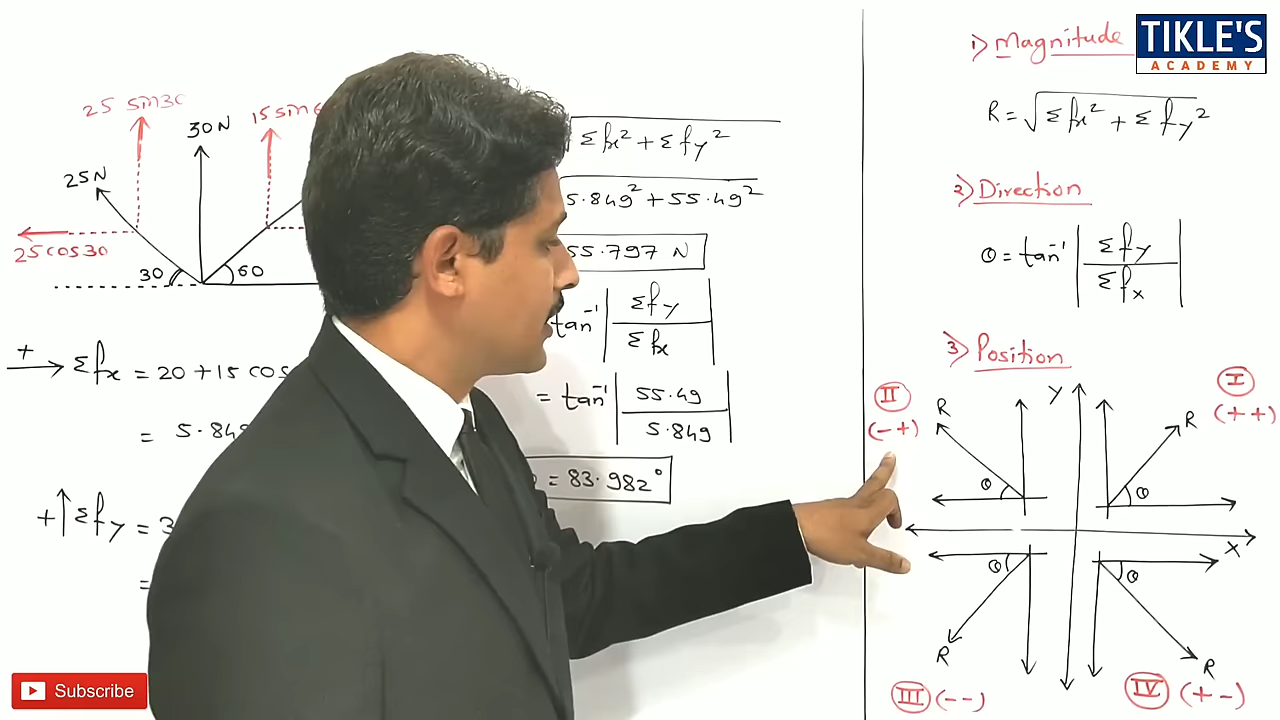 25 sin30
30N
15 sin6
25N
25cos30
30
60
+ → Σfx = 20 + 15 cos
= 5.849
+↑ Σfy = 3
=
√Σfx² + Σfy²
5.849² + 55.49²
55.797 N
tan⁻¹ | Σfy / Σfx |
= tan⁻¹ | 55.49 / 5.849 |
= 83.982°
Subscribe
TIKLE'S
ACADEMY
1) Magnitude
R = √Σfx² + Σfy²
2) Direction
θ = tan⁻¹ | Σfy / Σfx |
3) Position
II
(- +)
I
(+ +)
Y
X
R
θ
R
θ
θ
R
θ
R
III (- -)
IV (+ -)